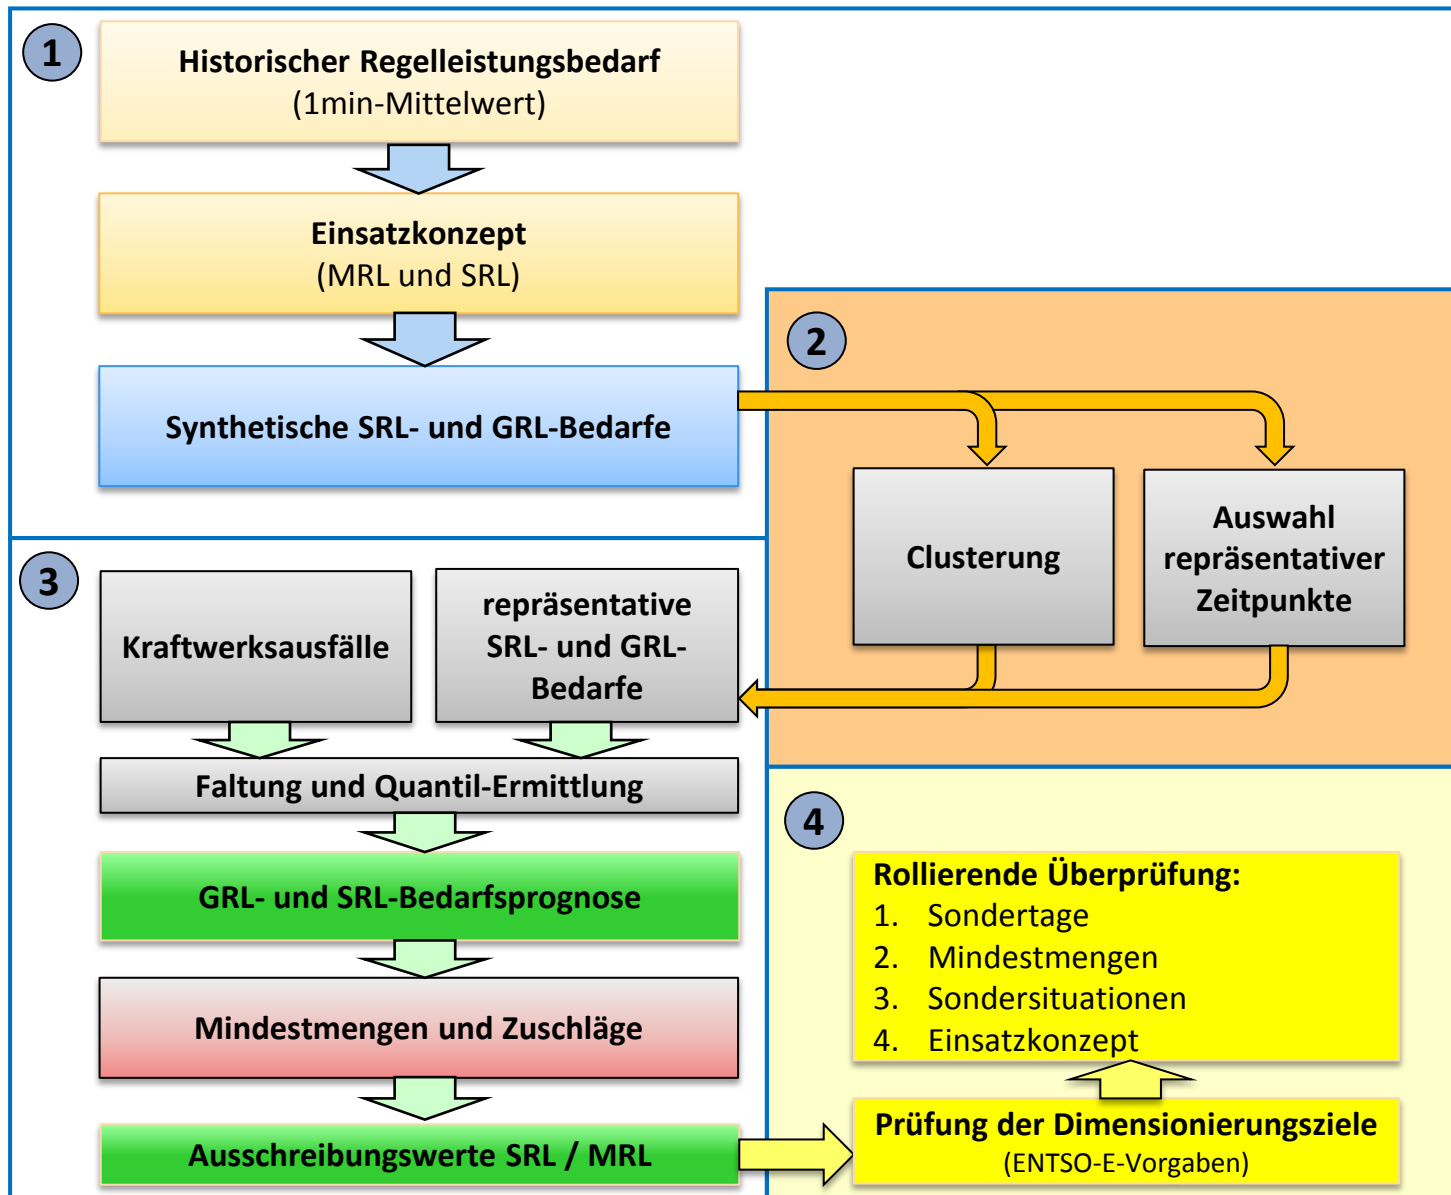 1
Historischer Regelleistungsbedarf
(1min-Mittelwert)
Einsatzkonzept
(MRL und SRL)
Synthetische SRL- und GRL-Bedarfe
2
Clusterung
Auswahl
repräsentativer
Zeitpunkte
3
Kraftwerksausfälle
repräsentative
SRL- und GRL-
Bedarfe
Faltung und Quantil-Ermittlung
GRL- und SRL-Bedarfsprognose
Mindestmengen und Zuschläge
Ausschreibungswerte SRL / MRL
4
Rollierende Überprüfung:
1. Sondertage
2. Mindestmengen
3. Sondersituationen
4. Einsatzkonzept
Prüfung der Dimensionierungsziele
(ENTSO-E-Vorgaben)